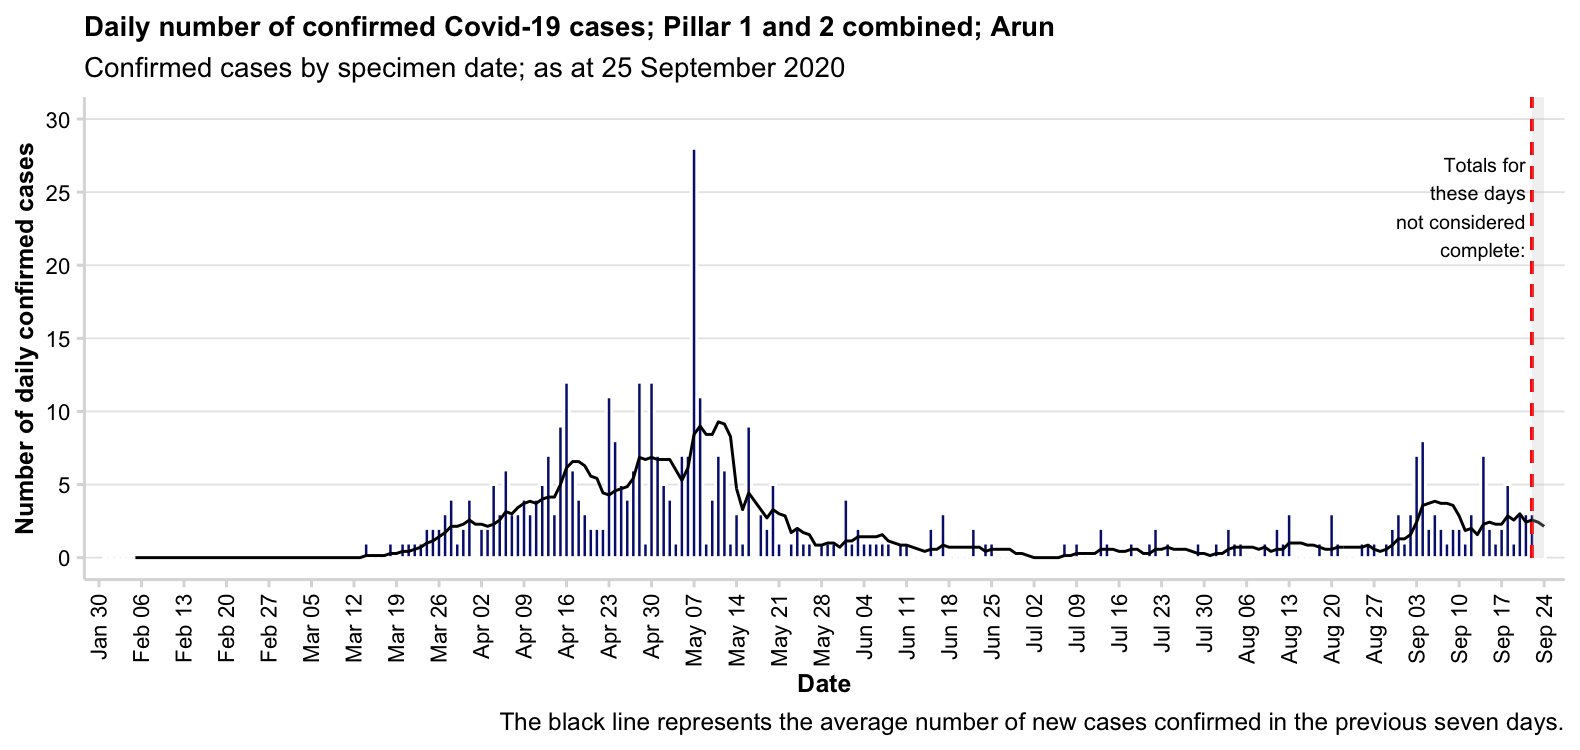 Daily number of confirmed Covid-19 cases; Pillar 1 and 2 combined; Arun
Confirmed cases by specimen date; as at 25 September 2020
Number of daily confirmed cases
30
25
20
15
10
5
0
Totals for
these days
not considered
complete:
Jan 30
Feb 06
Feb 13
Feb 20
Feb 27
Mar 05
Mar 12
Mar 19
Mar 26
Apr 02
Apr 09
Apr 16
Apr 23
Apr 30
May 07
May 14
May 21
May 28
Jun 04
Jun 11
Jun 18
Jun 25
Jul 02
Jul 09
Jul 16
Jul 23
Jul 30
Aug 06
Aug 13
Aug 20
Aug 27
Sep 03
Sep 10
Sep 17
Sep 24
Date
The black line represents the average number of new cases confirmed in the previous seven days.